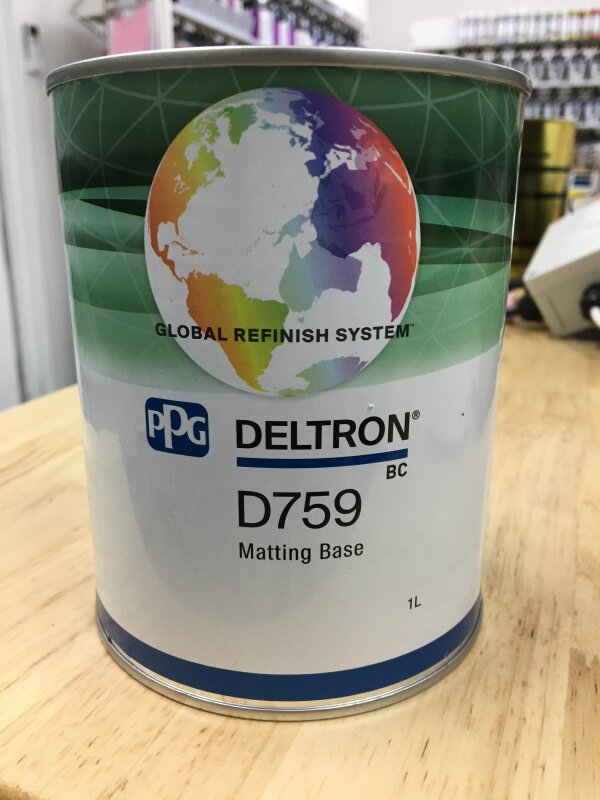 GLOBAL REFINISH SYSTEM™
PPG
DELTRON®
BC
D759
Matting Base
1L